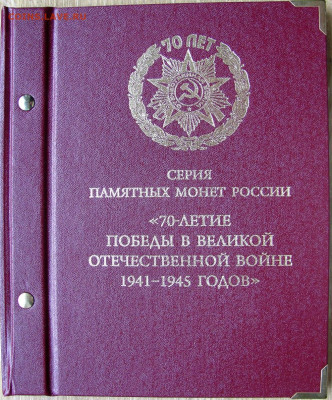 70 ЛЕТ
СЕРИЯ
ПАМЯТНЫХ МОНЕТ РОССИИ
«70-ЛЕТИЕ
ПОБЕДЫ В ВЕЛИКОЙ
ОТЕЧЕСТВЕННОЙ ВОЙНЕ
1941–1945 ГОДОВ»